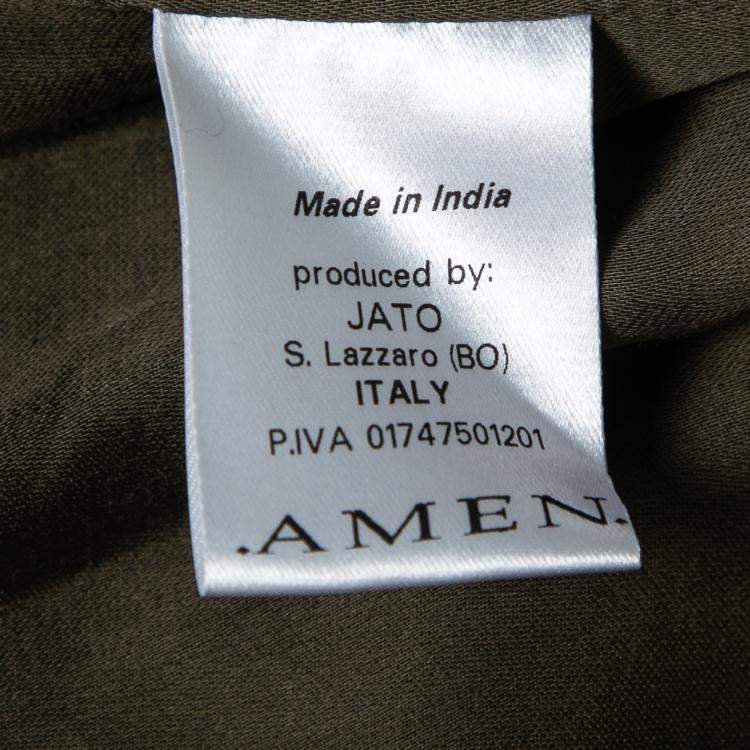 Made in India
produced by:
JATO
S. Lazzaro (BO)
ITALY
P.IVA 01747501201
.AMEN.